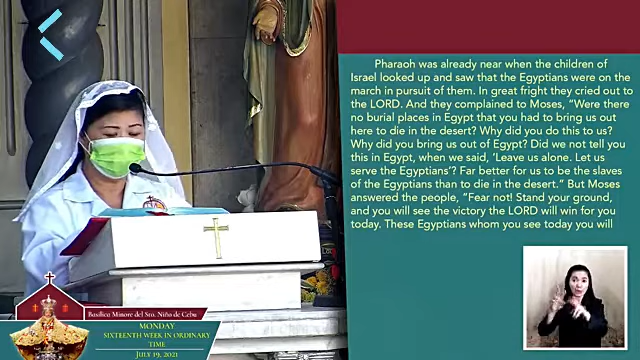 Pharaoh was already near when the children of
Israel looked up and saw that the Egyptians were on the
march in pursuit of them. In great fright they cried out to
the LORD. And they complained to Moses, “Were there
no burial places in Egypt that you had to bring us out
here to die in the desert? Why did you do this to us?
Why did you bring us out of Egypt? Did we not tell you
this in Egypt, when we said, ‘Leave us alone. Let us
serve the Egyptians’? Far better for us to be the slaves
of the Egyptians than to die in the desert.” But Moses
answered the people, “Fear not! Stand your ground,
and you will see the victory the LORD will win for you
today. These Egyptians whom you see today you will
Basilica Minore del Sto. Niño de Cebu
MONDAY
SIXTEENTH WEEK IN ORDINARY
TIME
JULY 19, 2021